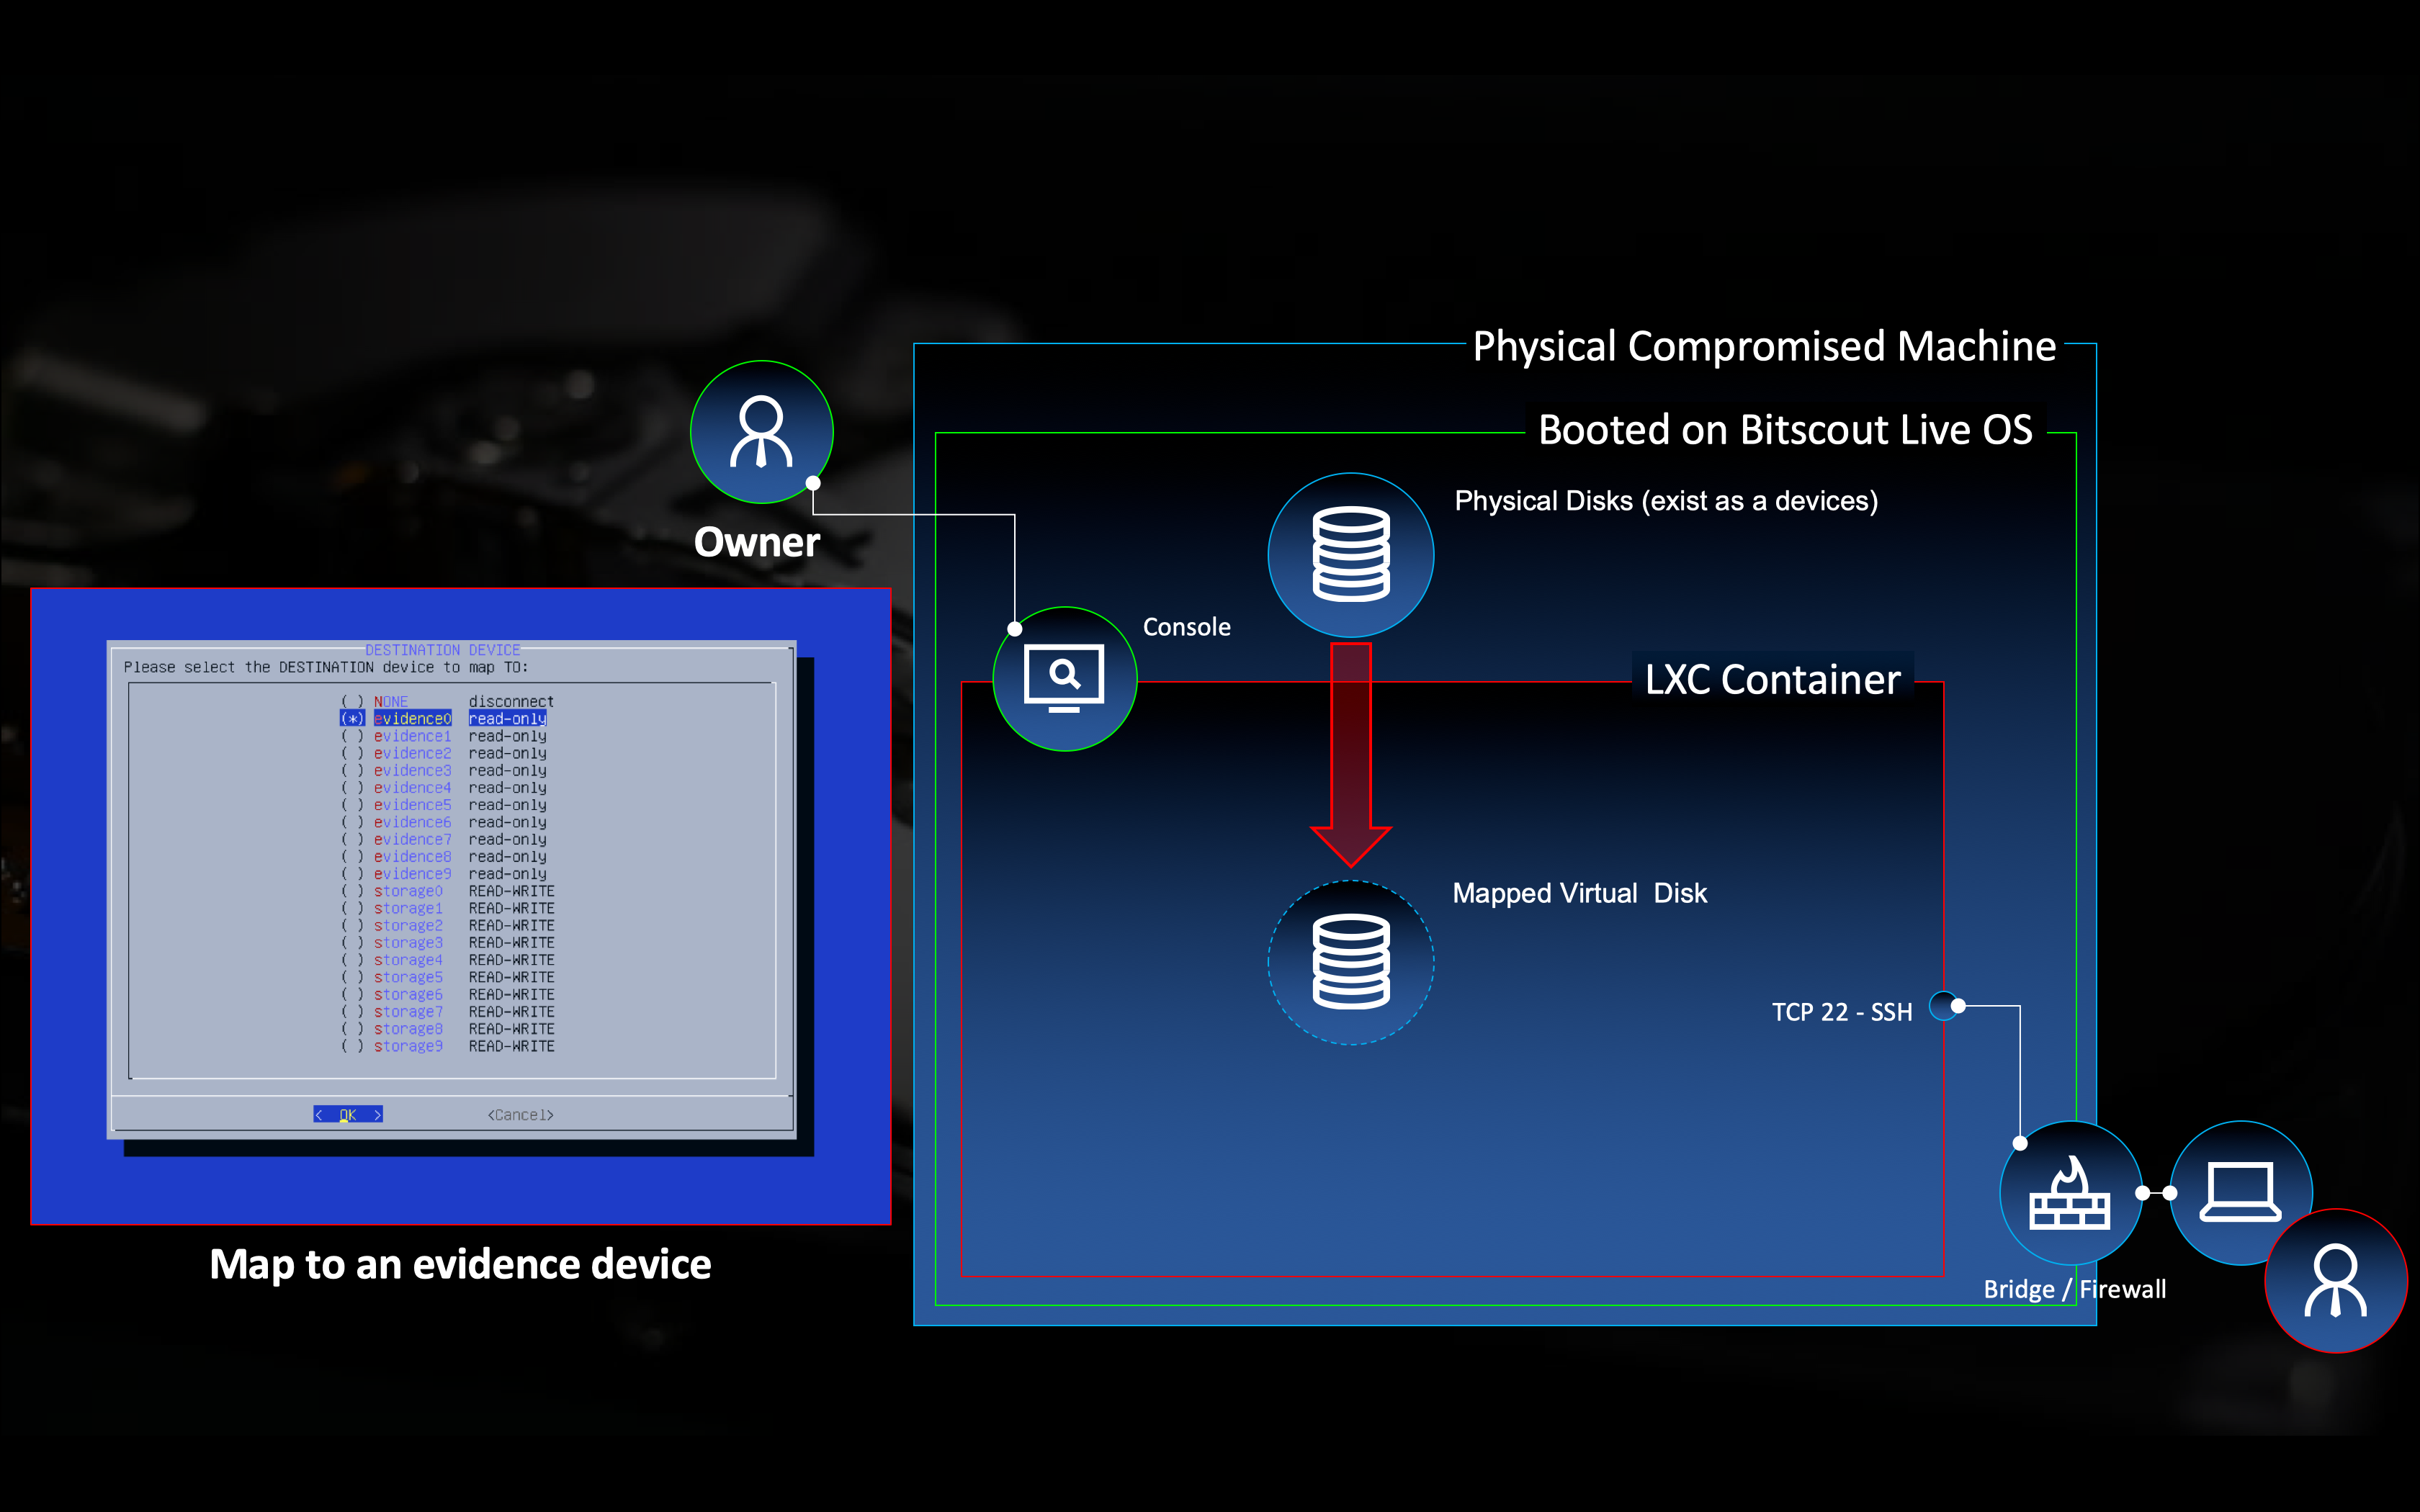 Physical Compromised Machine
Booted on Bitscout Live OS
Physical Disks (exist as a devices)
Owner
Console
LXC Container
Mapped Virtual  Disk
TCP 22 - SSH
Bridge / Firewall
DESTINATION DEVICE
Please select the DESTINATION device to map TO:
( ) NONE disconnect
(*) evidence0 read-only
( ) evidence1 read-only
( ) evidence2 read-only
( ) evidence3 read-only
( ) evidence4 read-only
( ) evidence5 read-only
( ) evidence6 read-only
( ) evidence7 read-only
( ) evidence8 read-only
( ) evidence9 read-only
( ) storage0 READ-WRITE
( ) storage1 READ-WRITE
( ) storage2 READ-WRITE
( ) storage3 READ-WRITE
( ) storage4 READ-WRITE
( ) storage5 READ-WRITE
( ) storage6 READ-WRITE
( ) storage7 READ-WRITE
( ) storage8 READ-WRITE
( ) storage9 READ-WRITE
< OK > <Cancel>
Map to an evidence device